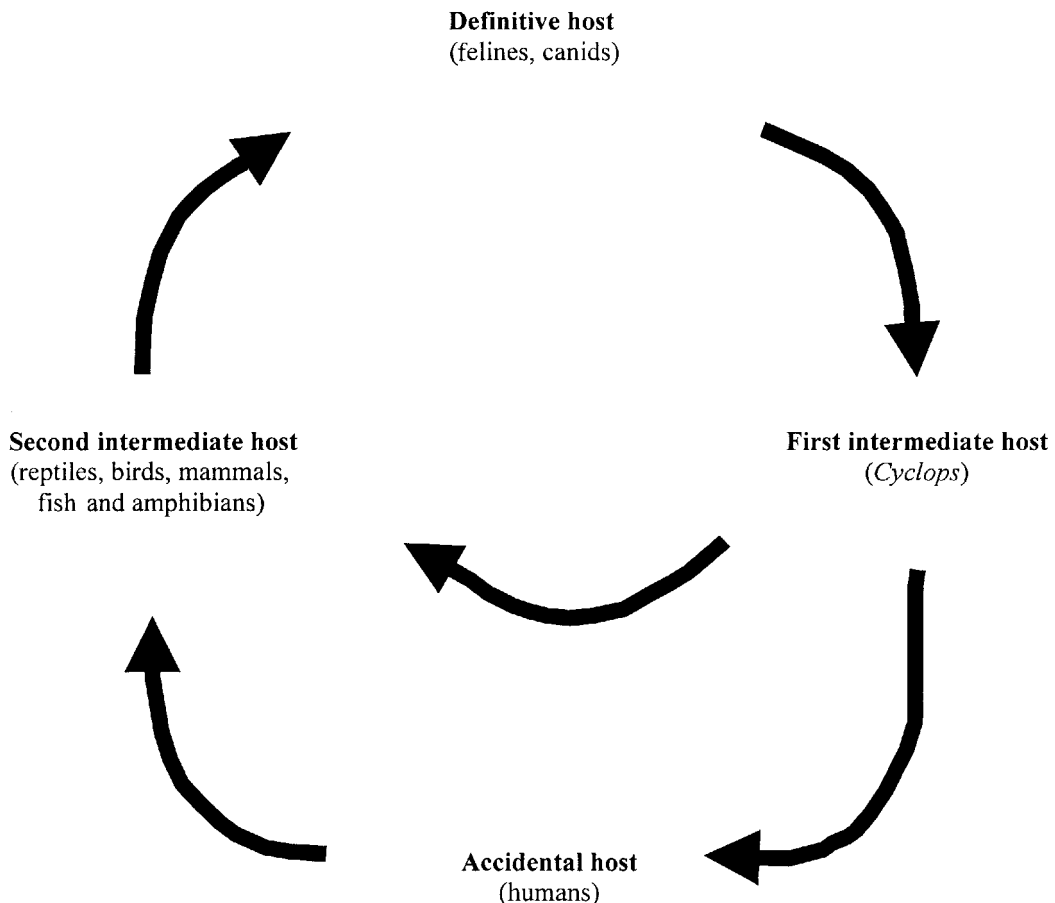 Definitive host
(felines, canids)
Second intermediate host
(reptiles, birds, mammals,
fish and amphibians)
First intermediate host
(Cyclops)
Accidental host
(humans)